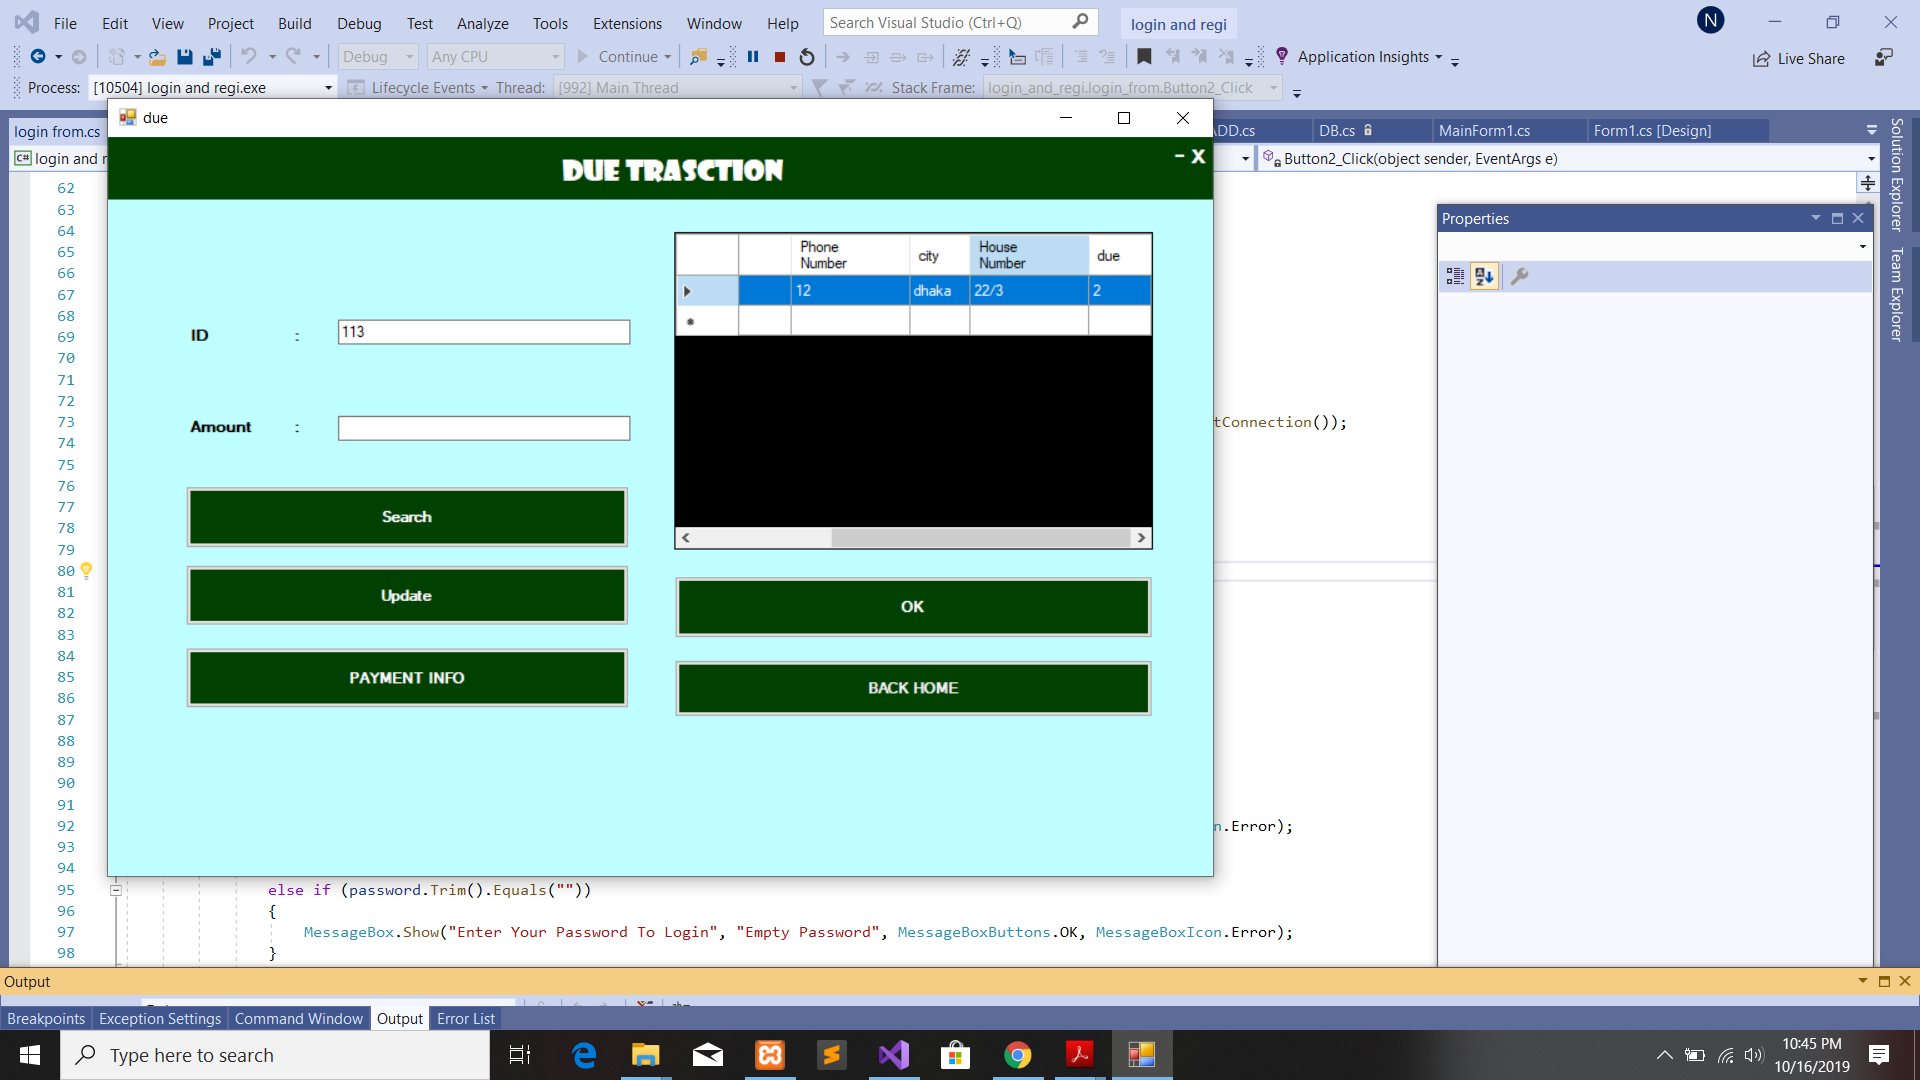 File Edit View Project Build Debug Test Analyze Tools Extensions Window Help Search Visual Studio (Ctrl+Q) login and regi N
Debug Any CPU Continue Application Insights Live Share
Process: [10504] login and regi.exe Lifecycle Events Thread: [992] Main Thread Stack Frame: login_and_regi.login_from.Button2_Click
login from.cs DD.cs DB.cs MainForm1.cs Form1.cs [Design]
login and r Button2_Click(object sender, EventArgs e)
due
DUE TRASCTION
- X
Phone Number city House Number due
12 dhaka 22/3 2
ID : 113
Amount :
Search
Update
PAYMENT INFO
OK
BACK HOME
Properties
Solution Explorer
Team Explorer
62
63
64
65
66
67
68
69
70
71
72
73 tConnection());
74
75
76
77
78
79
80
81
82
83
84
85
86
87
88
89
90
91
92 n.Error);
93
94
95 else if (password.Trim().Equals(""))
96 {
97 MessageBox.Show("Enter Your Password To Login", "Empty Password", MessageBoxButtons.OK, MessageBoxIcon.Error);
98 }
Output
Breakpoints Exception Settings Command Window Output Error List
Type here to search
10:45 PM
10/16/2019